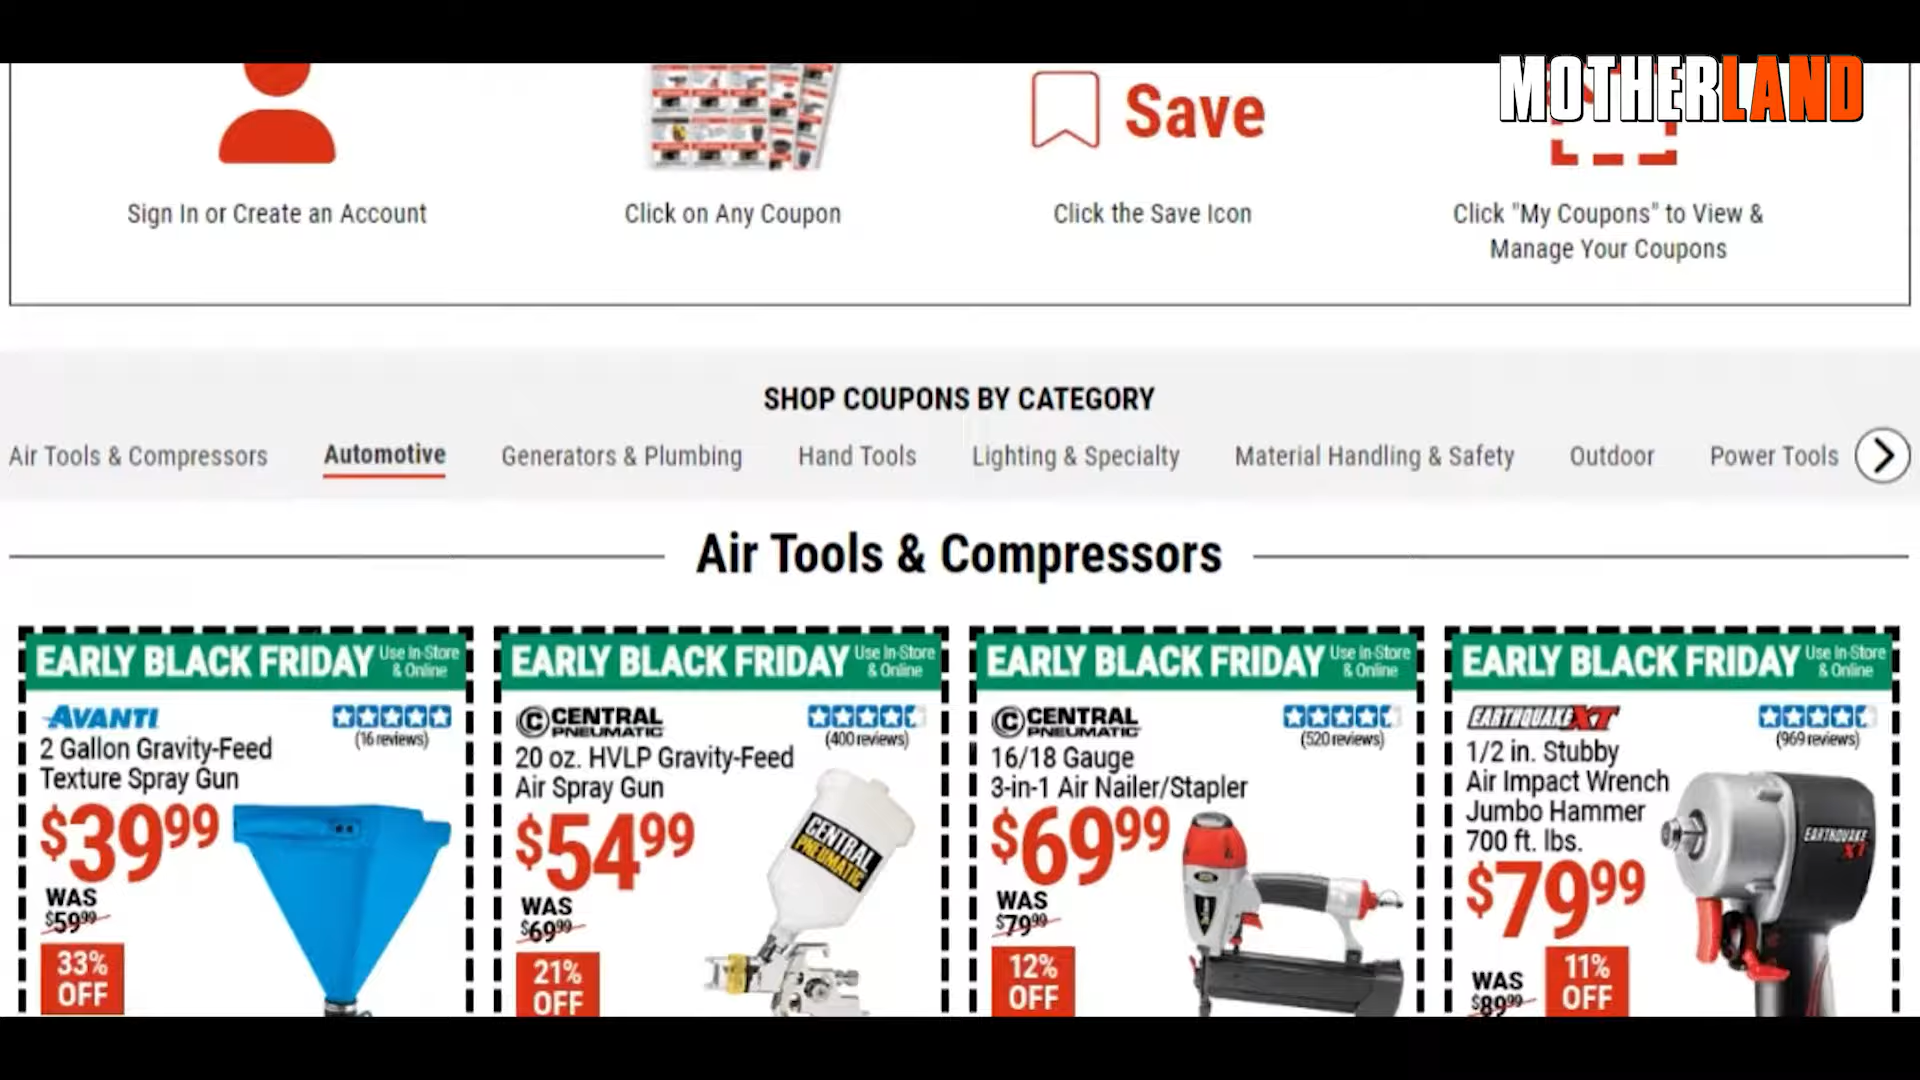 MOTHERLAND
Save
Sign In or Create an Account
Click on Any Coupon
Click the Save Icon
Click "My Coupons" to View &
Manage Your Coupons
SHOP COUPONS BY CATEGORY
Air Tools & Compressors
Automotive
Generators & Plumbing
Hand Tools
Lighting & Specialty
Material Handling & Safety
Outdoor
Power Tools
Air Tools & Compressors
EARLY BLACK FRIDAY
Use In-Store
& Online
AVANTI
(16 reviews)
2 Gallon Gravity-Feed
Texture Spray Gun
$39.99
WAS
$59.99
33%
OFF
EARLY BLACK FRIDAY
Use In-Store
& Online
CENTRAL
PNEUMATIC
(400 reviews)
20 oz. HVLP Gravity-Feed
Air Spray Gun
$54.99
WAS
$69.99
21%
OFF
CENTRAL
PNEUMATIC
EARLY BLACK FRIDAY
Use In-Store
& Online
CENTRAL
PNEUMATIC
(520 reviews)
16/18 Gauge
3-in-1 Air Nailer/Stapler
$69.99
WAS
$79.99
12%
OFF
EARLY BLACK FRIDAY
Use In-Store
& Online
EARTHQUAKE XT
(969 reviews)
1/2 in. Stubby
Air Impact Wrench
Jumbo Hammer
700 ft. lbs.
$79.99
WAS
$89.99
11%
OFF
EARTHQUAKE
XT